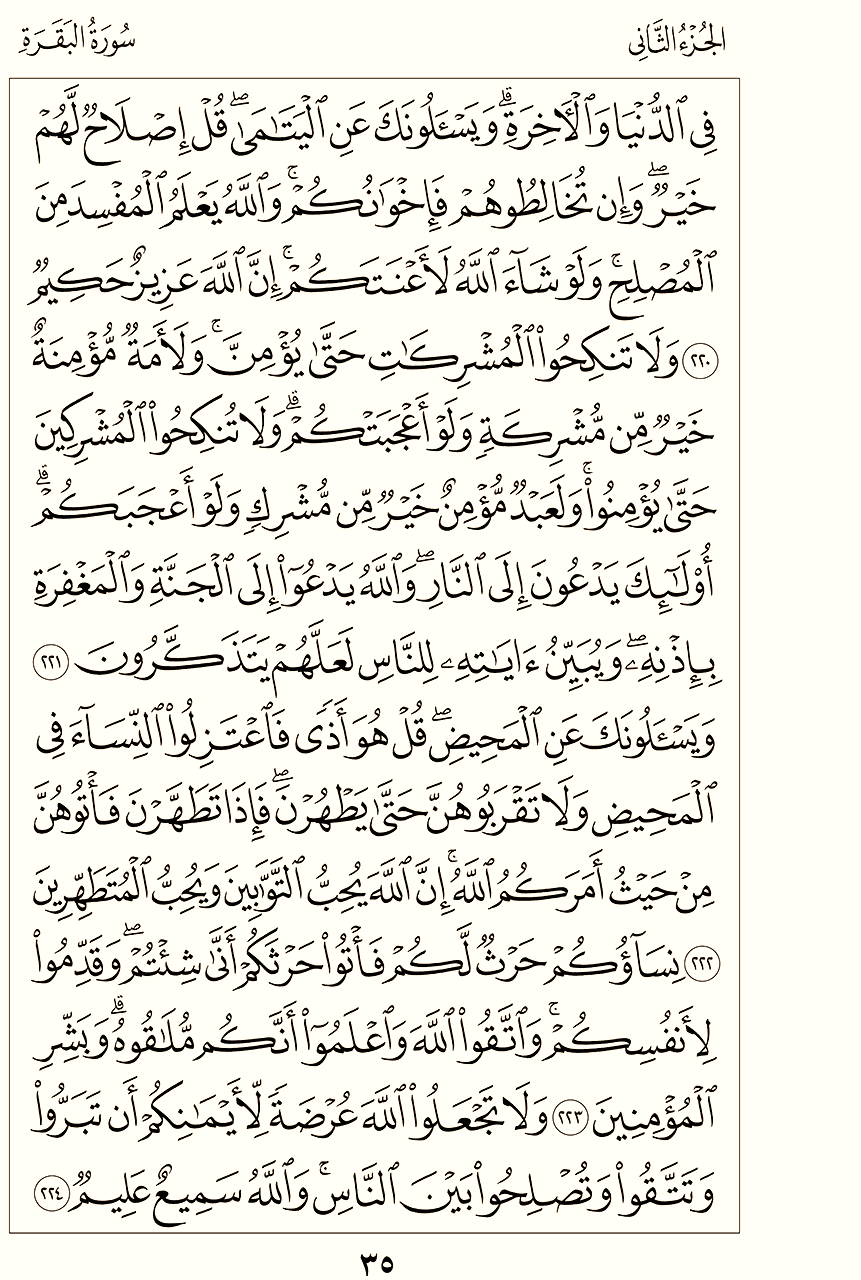 الجُزْءُ الثَّانِي
سُورَةُ البَقَرَةِ
فِي ٱلدُّنۡيَا وَٱلۡأٓخِرَةِۗ وَيَسۡـَٔلُونَكَ عَنِ ٱلۡيَتَٰمَىٰۖ قُلۡ إِصۡلَاحٞ لَّهُمۡ
خَيۡرٞۖ وَإِن تُخَالِطُوهُمۡ فَإِخۡوَٰنُكُمۡۚ وَٱللَّهُ يَعۡلَمُ ٱلۡمُفۡسِدَ مِنَ
ٱلۡمُصۡلِحِۚ وَلَوۡ شَآءَ ٱللَّهُ لَأَعۡنَتَكُمۡۚ إِنَّ ٱللَّهَ عَزِيزٌ حَكِيمٞ
٢٢٠ وَلَا تَنكِحُواْ ٱلۡمُشۡرِكَٰتِ حَتَّىٰ يُؤۡمِنَّۚ وَلَأَمَةٞ مُّؤۡمِنَةٌ
خَيۡرٞ مِّن مُّشۡرِكَةٖ وَلَوۡ أَعۡجَبَتۡكُمۡۗ وَلَا تُنكِحُواْ ٱلۡمُشۡرِكِينَ
حَتَّىٰ يُؤۡمِنُواْۚ وَلَعَبۡدٞ مُّؤۡمِنٌ خَيۡرٞ مِّن مُّشۡرِكٖ وَلَوۡ أَعۡجَبَكُمۡۗ
أُوْلَٰٓئِكَ يَدۡعُونَ إِلَى ٱلنَّارِۖ وَٱللَّهُ يَدۡعُوٓاْ إِلَى ٱلۡجَنَّةِ وَٱلۡمَغۡفِرَةِ
بِإِذۡنِهِۦۖ وَيُبَيِّنُ ءَايَٰتِهِۦ لِلنَّاسِ لَعَلَّهُمۡ يَتَذَكَّرُونَ ٢٢١
وَيَسۡـَٔلُونَكَ عَنِ ٱلۡمَحِيضِۖ قُلۡ هُوَ أَذٗى فَٱعۡتَزِلُواْ ٱلنِّسَآءَ فِي
ٱلۡمَحِيضِ وَلَا تَقۡرَبُوهُنَّ حَتَّىٰ يَطۡهُرۡنَۖ فَإِذَا تَطَهَّرۡنَ فَأۡتُوهُنَّ
مِنۡ حَيۡثُ أَمَرَكُمُ ٱللَّهُۚ إِنَّ ٱللَّهَ يُحِبُّ ٱلتَّوَّٰبِينَ وَيُحِبُّ ٱلۡمُتَطَهِّرِينَ
٢٢٢ نِسَآؤُكُمۡ حَرۡثٞ لَّكُمۡ فَأۡتُواْ حَرۡثَكُمۡ أَنَّىٰ شِئۡتُمۡۖ وَقَدِّمُواْ
لِأَنفُسِكُمۡۚ وَٱتَّقُواْ ٱللَّهَ وَٱعۡلَمُوٓاْ أَنَّكُم مُّلَٰقُوهُۗ وَبَشِّرِ
ٱلۡمُؤۡمِنِينَ ٢٢٣ وَلَا تَجۡعَلُواْ ٱللَّهَ عُرۡضَةٗ لِّأَيۡمَٰنِكُمۡ أَن تَبَرُّواْ
وَتَتَّقُواْ وَتُصۡلِحُواْ بَيۡنَ ٱلنَّاسِۚ وَٱللَّهُ سَمِيعٌ عَلِيمٞ ٢٢٤
٣٥